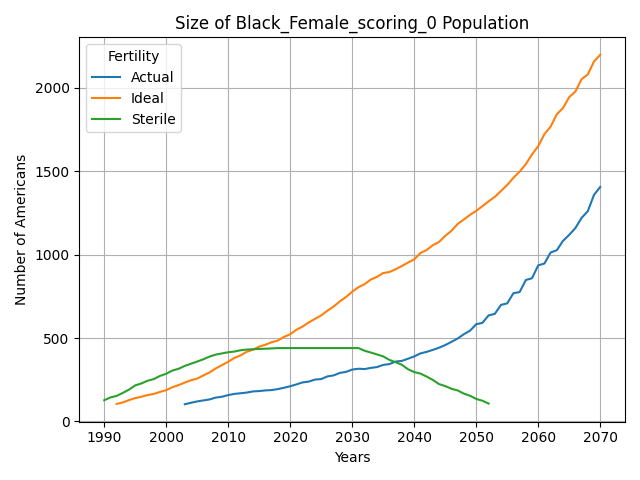 Size of Black_Female_scoring_0 Population
Fertility
Actual
Ideal
Sterile
Number of Americans
2000
1500
1000
500
0
1990 2000 2010 2020 2030 2040 2050 2060 2070
Years